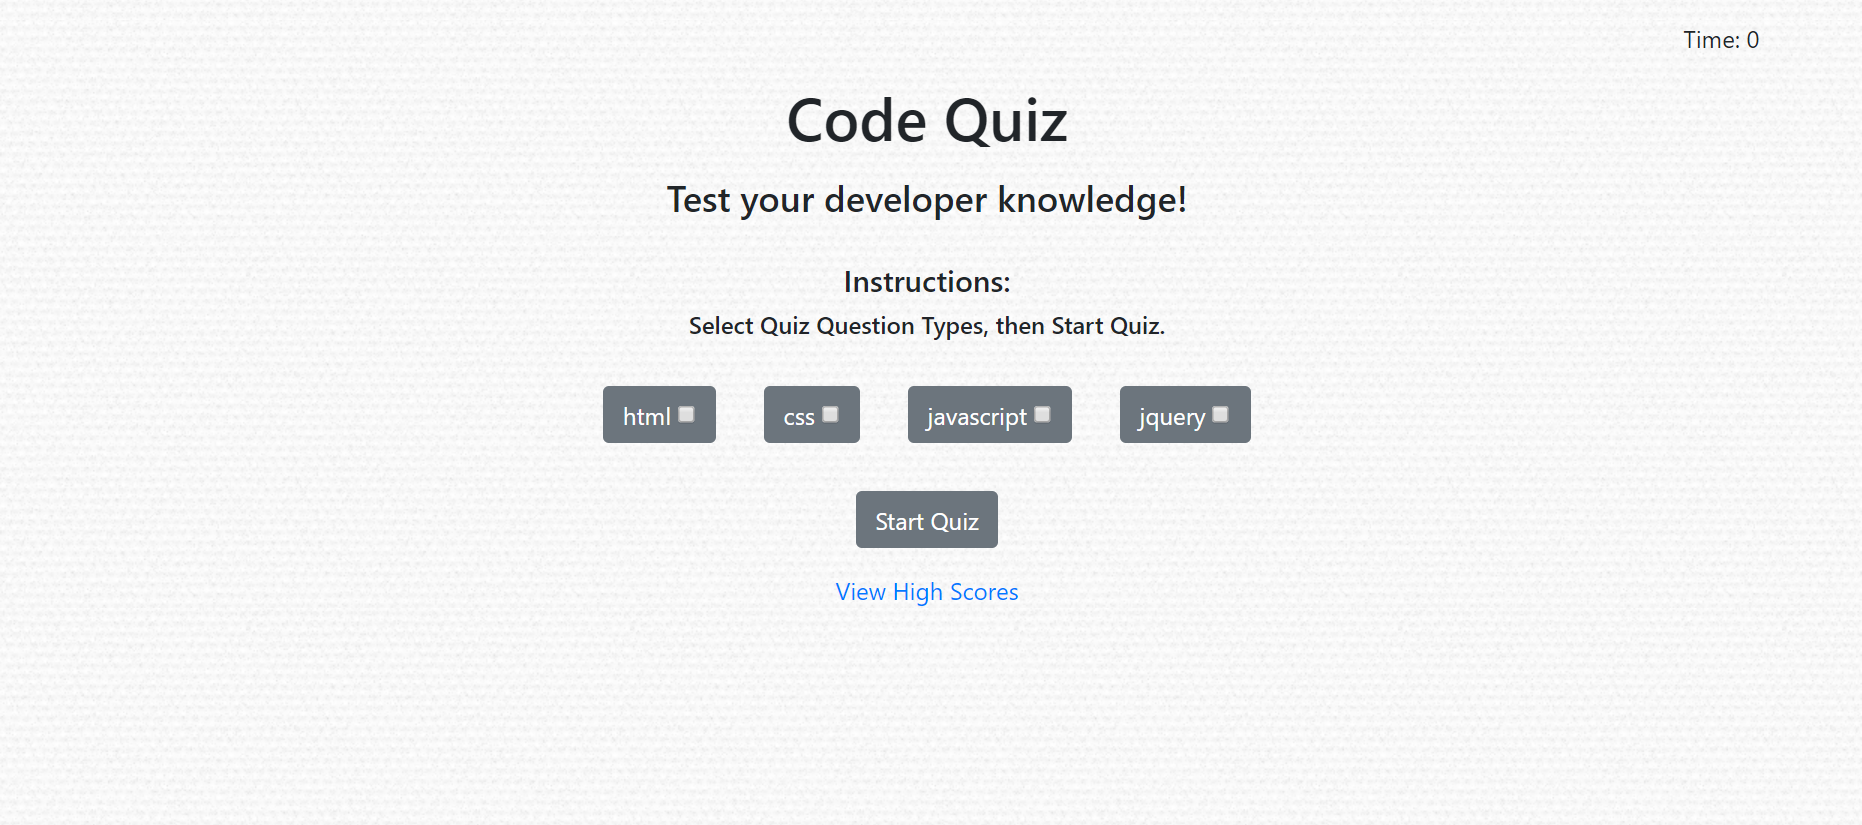 Time: 0
Code Quiz
Test your developer knowledge!
Instructions:
Select Quiz Question Types, then Start Quiz.
html css javascript jquery
Start Quiz
View High Scores